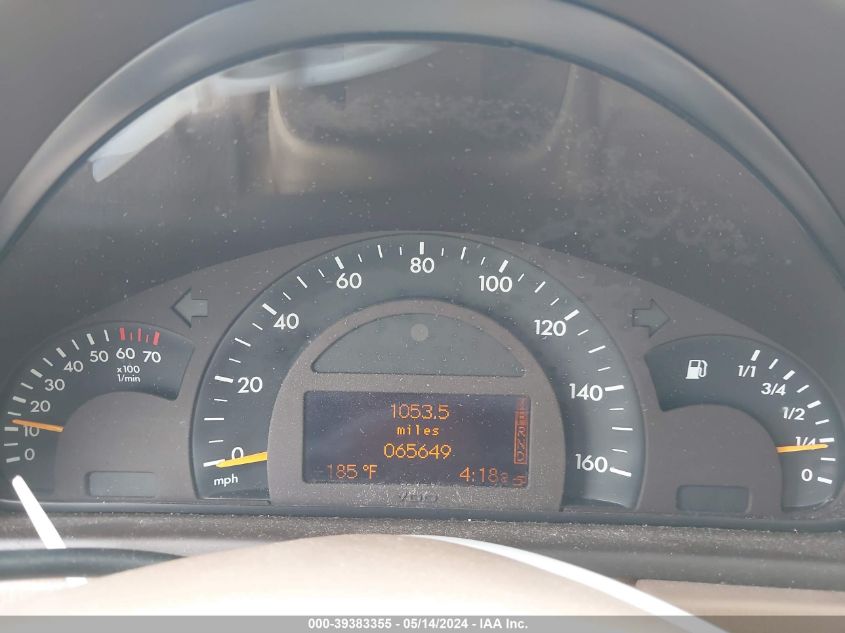 0 10 20 30 40 50 60 70
x100
1/min
0 20 40 60 80 100 120 140 160
mph
1053.5
miles
065649
185 °F 4:18a
R
N
D
1/1
3/4
1/2
1/4
0
VDO
000-39383355 - 05/14/2024 - IAA Inc.